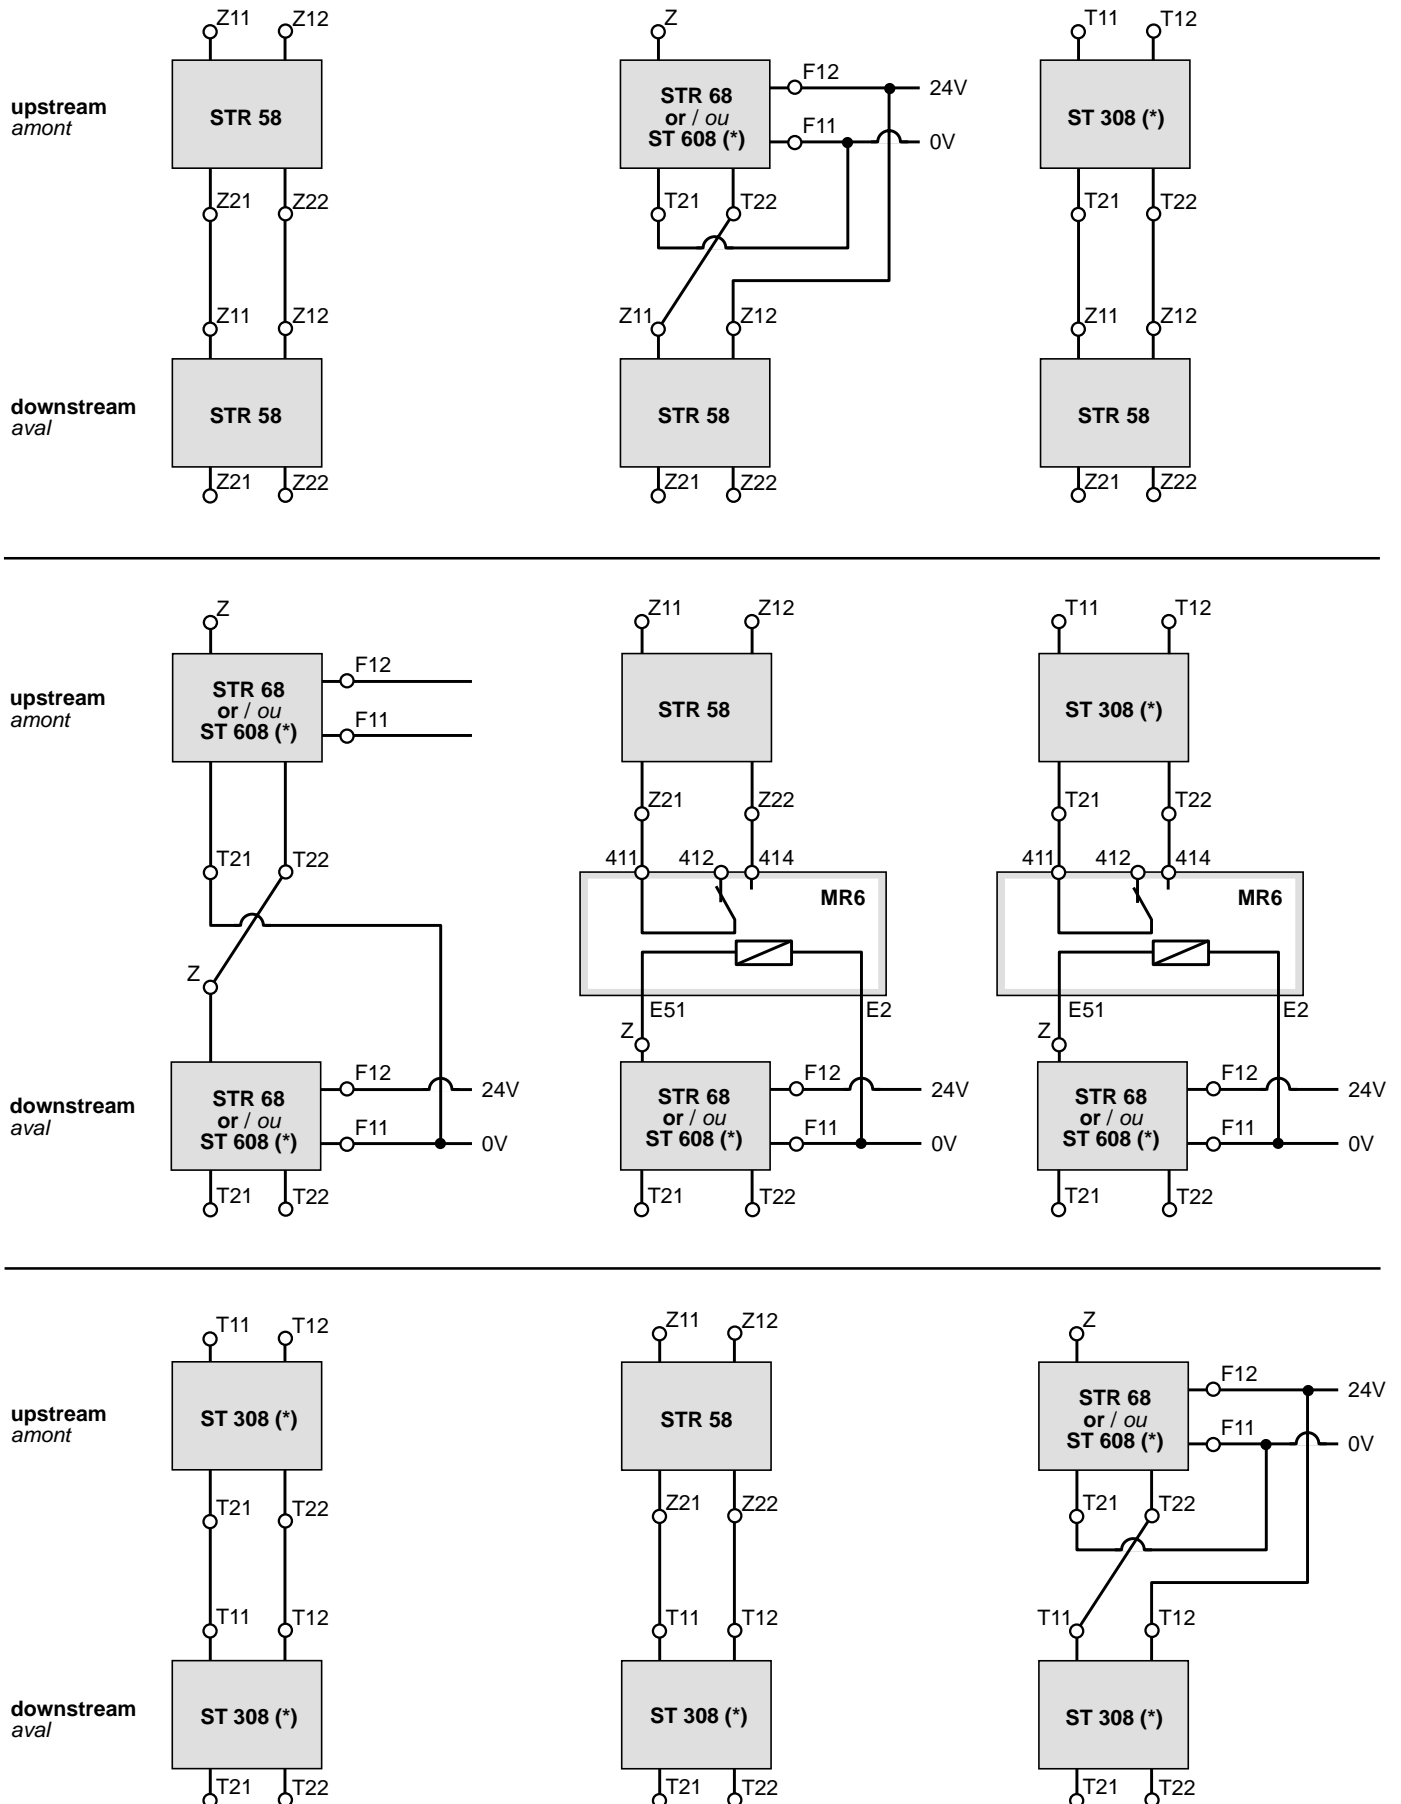 Z11 Z12
STR 58
Z21 Z22
Z11 Z12
STR 58
Z21 Z22
upstream
amont
downstream
aval
Z
STR 68
or / ou
ST 608 (*)
F12
24V
F11
0V
T21 T22
Z11 Z12
STR 58
Z21 Z22
T11 T12
ST 308 (*)
T21 T22
Z11 Z12
STR 58
Z21 Z22
upstream
amont
downstream
aval
Z
STR 68
or / ou
ST 608 (*)
F12
F11
T21 T22
Z
STR 68
or / ou
ST 608 (*)
F12
24V
F11
0V
T21 T22
Z11 Z12
STR 58
Z21 Z22
411 412 414
MR6
E51 E2
Z
STR 68
or / ou
ST 608 (*)
F12
24V
F11
0V
T21 T22
T11 T12
ST 308 (*)
T21 T22
411 412 414
MR6
E51 E2
Z
STR 68
or / ou
ST 608 (*)
F12
24V
F11
0V
T21 T22
upstream
amont
downstream
aval
T11 T12
ST 308 (*)
T21 T22
T11 T12
ST 308 (*)
T21 T22
Z11 Z12
STR 58
Z21 Z22
T11 T12
ST 308 (*)
T21 T22
Z
STR 68
or / ou
ST 608 (*)
F12
24V
F11
0V
T21 T22
T11 T12
ST 308 (*)
T21 T22